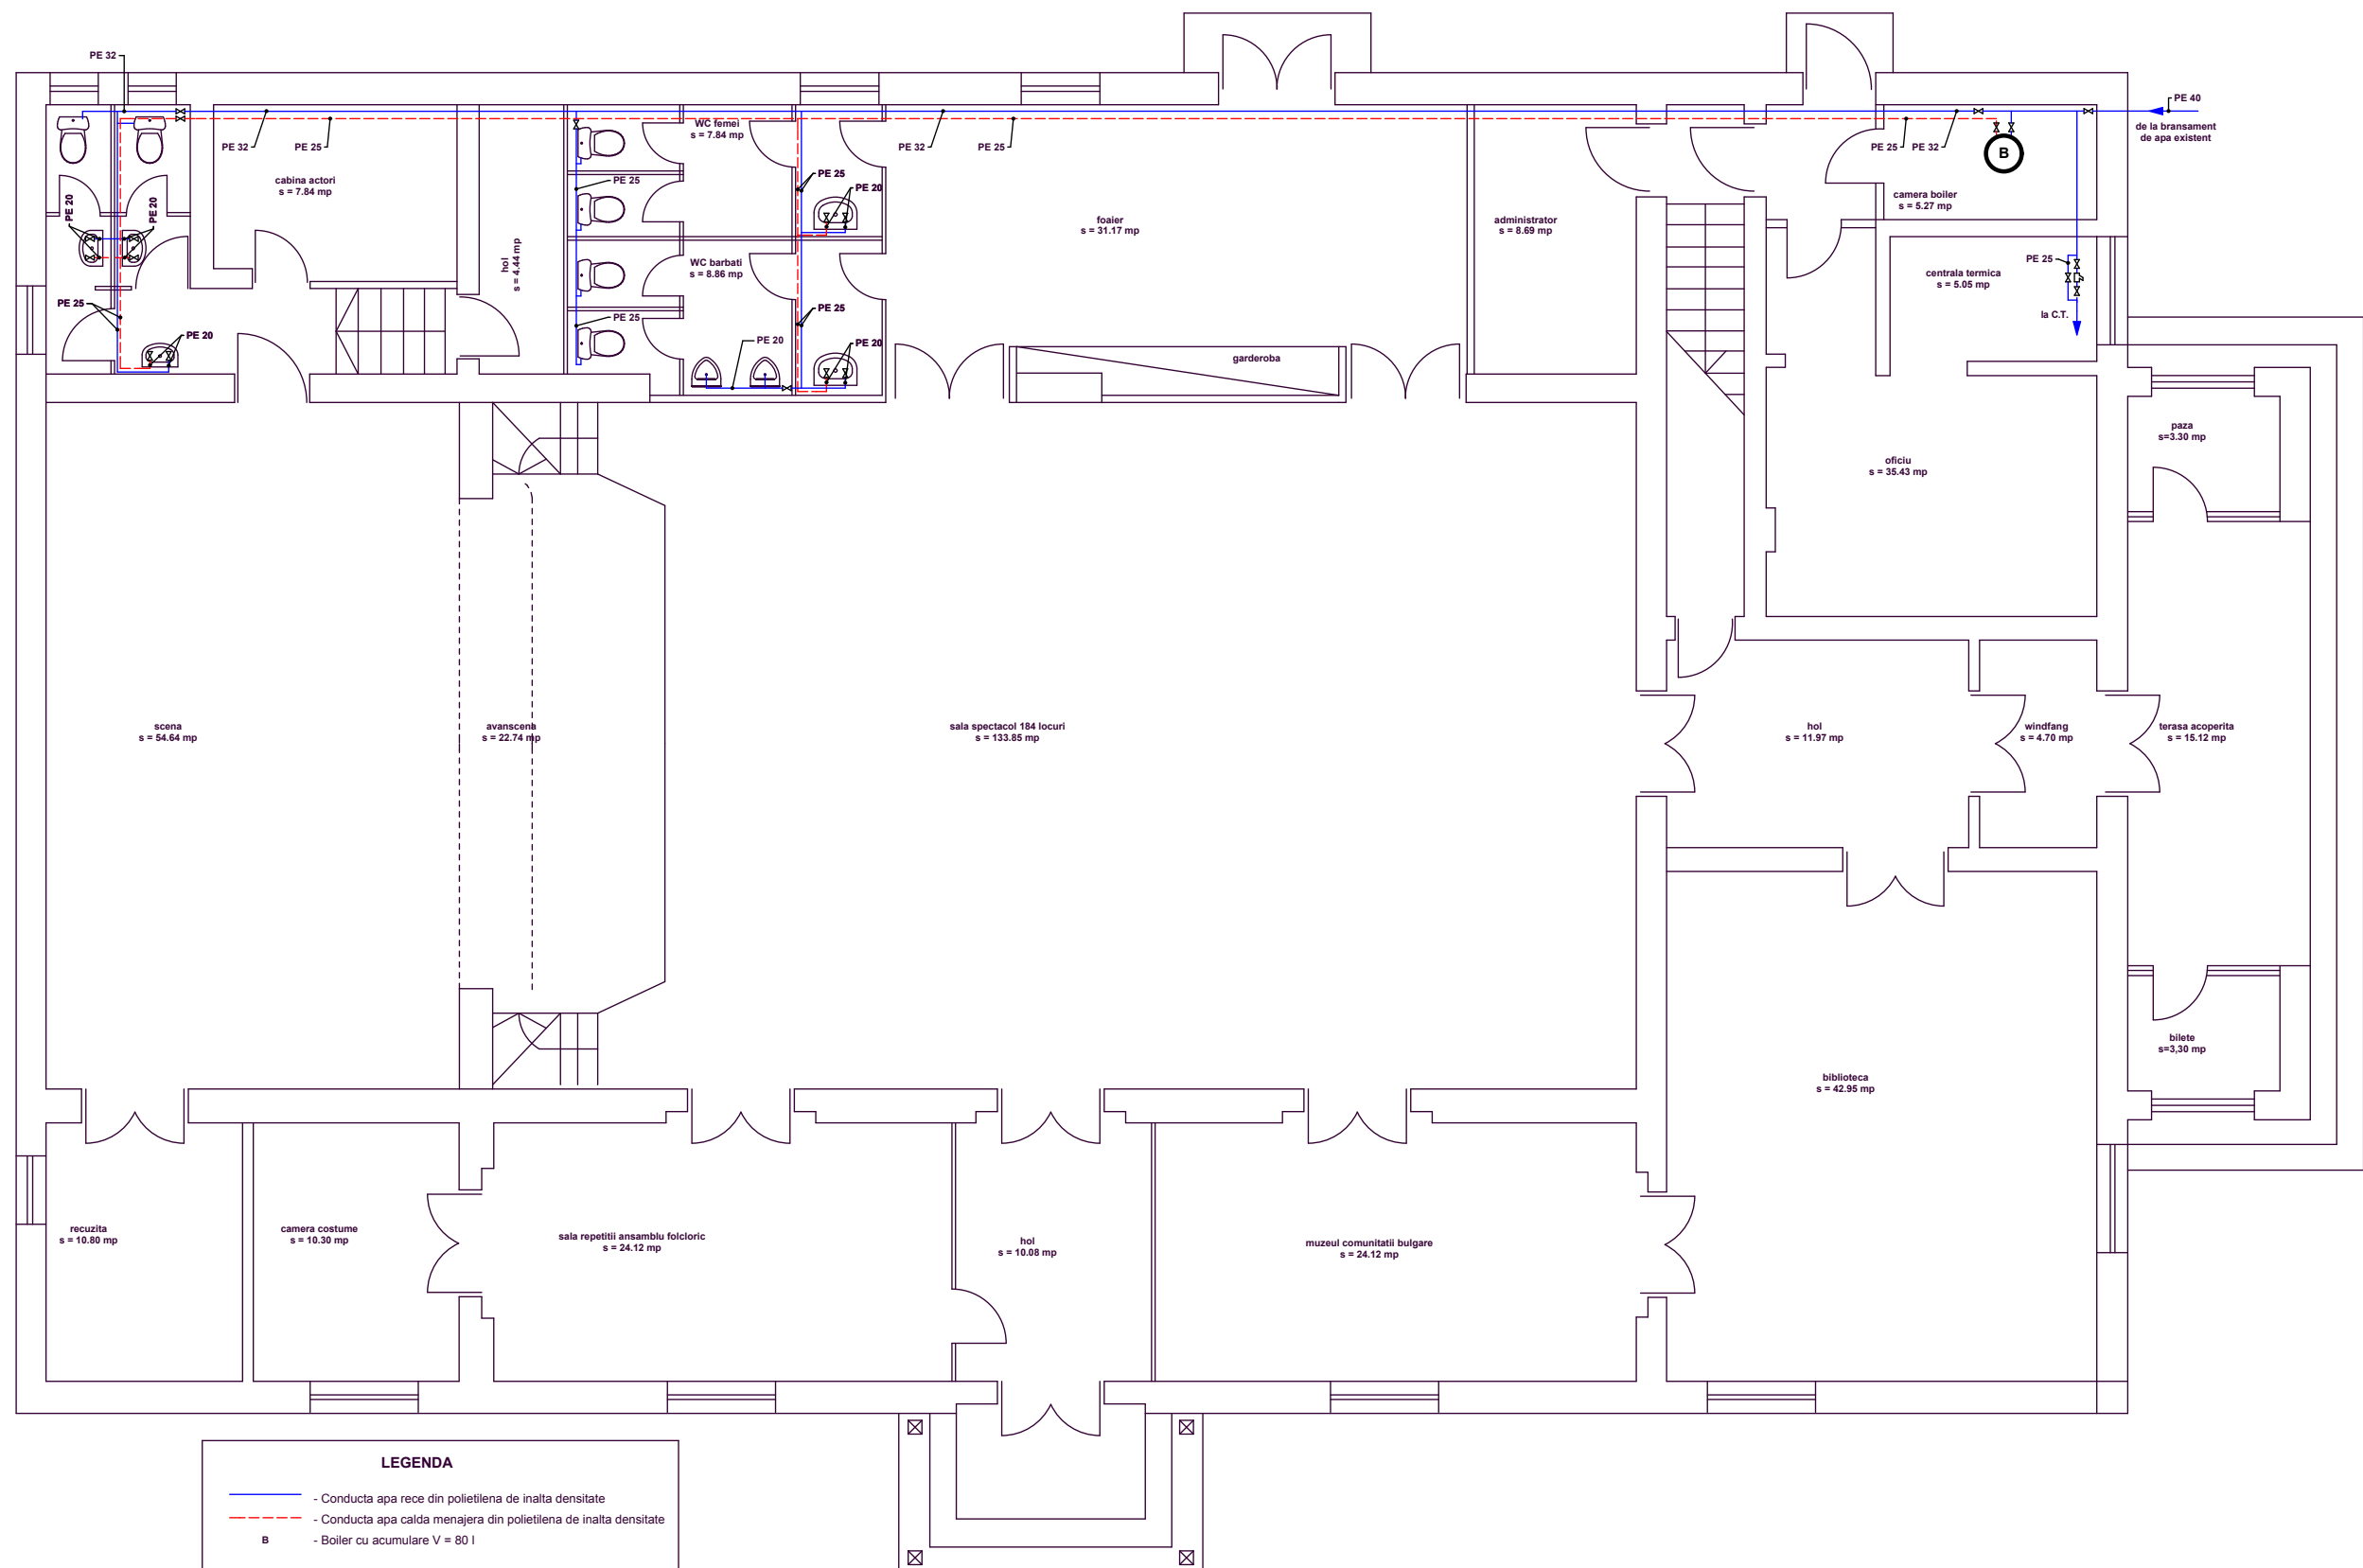 PE 32
PE 40
de la bransament
de apa existent
WC femei
s = 7.84 mp
PE 32
PE 25
PE 32
PE 25
PE 25
PE 32
B
cabina actori
s = 7.84 mp
PE 25
PE 25
PE 20
camera boiler
s = 5.27 mp
PE 20
PE 20
foaier
s = 31.17 mp
administrator
s = 8.69 mp
hol
s = 4.44 mp
WC barbati
s = 8.86 mp
PE 25
centrala termica
s = 5.05 mp
PE 25
PE 25
PE 25
la C.T.
PE 20
PE 20
PE 20
garderoba
paza
s=3.30 mp
oficiu
s = 35.43 mp
scena
s = 54.64 mp
avanscena
s = 22.74 mp
sala spectacol 184 locuri
s = 133.85 mp
hol
s = 11.97 mp
windfang
s = 4.70 mp
terasa acoperita
s = 15.12 mp
bilete
s=3,30 mp
biblioteca
s = 42.95 mp
recuzita
s = 10.80 mp
camera costume
s = 10.30 mp
sala repetitii ansamblu folcloric
s = 24.12 mp
hol
s = 10.08 mp
muzeul comunitatii bulgare
s = 24.12 mp
LEGENDA
- Conducta apa rece din polietilena de inalta densitate
- Conducta apa calda menajera din polietilena de inalta densitate
B - Boiler cu acumulare V = 80 l